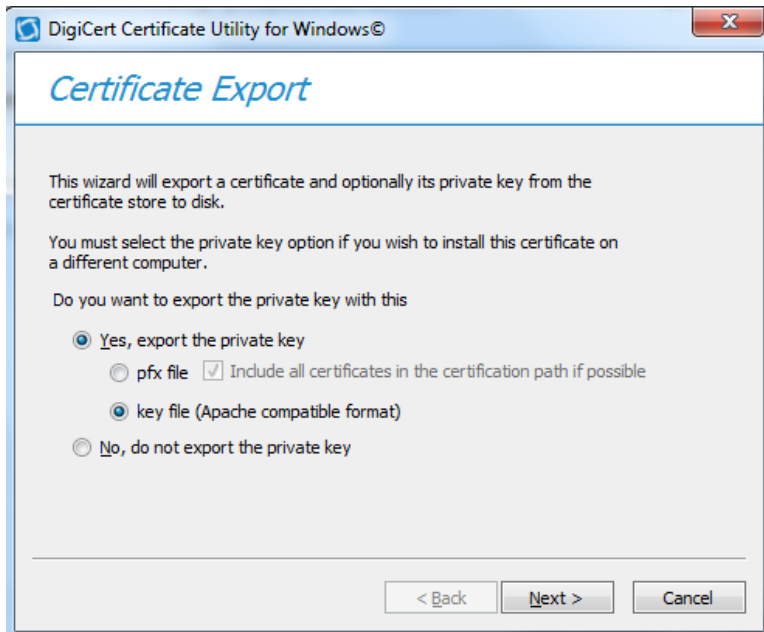 DigiCert Certificate Utility for Windows©
X
Certificate Export
This wizard will export a certificate and optionally its private key from the
certificate store to disk.
You must select the private key option if you wish to install this certificate on
a different computer.
Do you want to export the private key with this
Yes, export the private key
pfx file Include all certificates in the certification path if possible
key file (Apache compatible format)
No, do not export the private key
< Back Next > Cancel